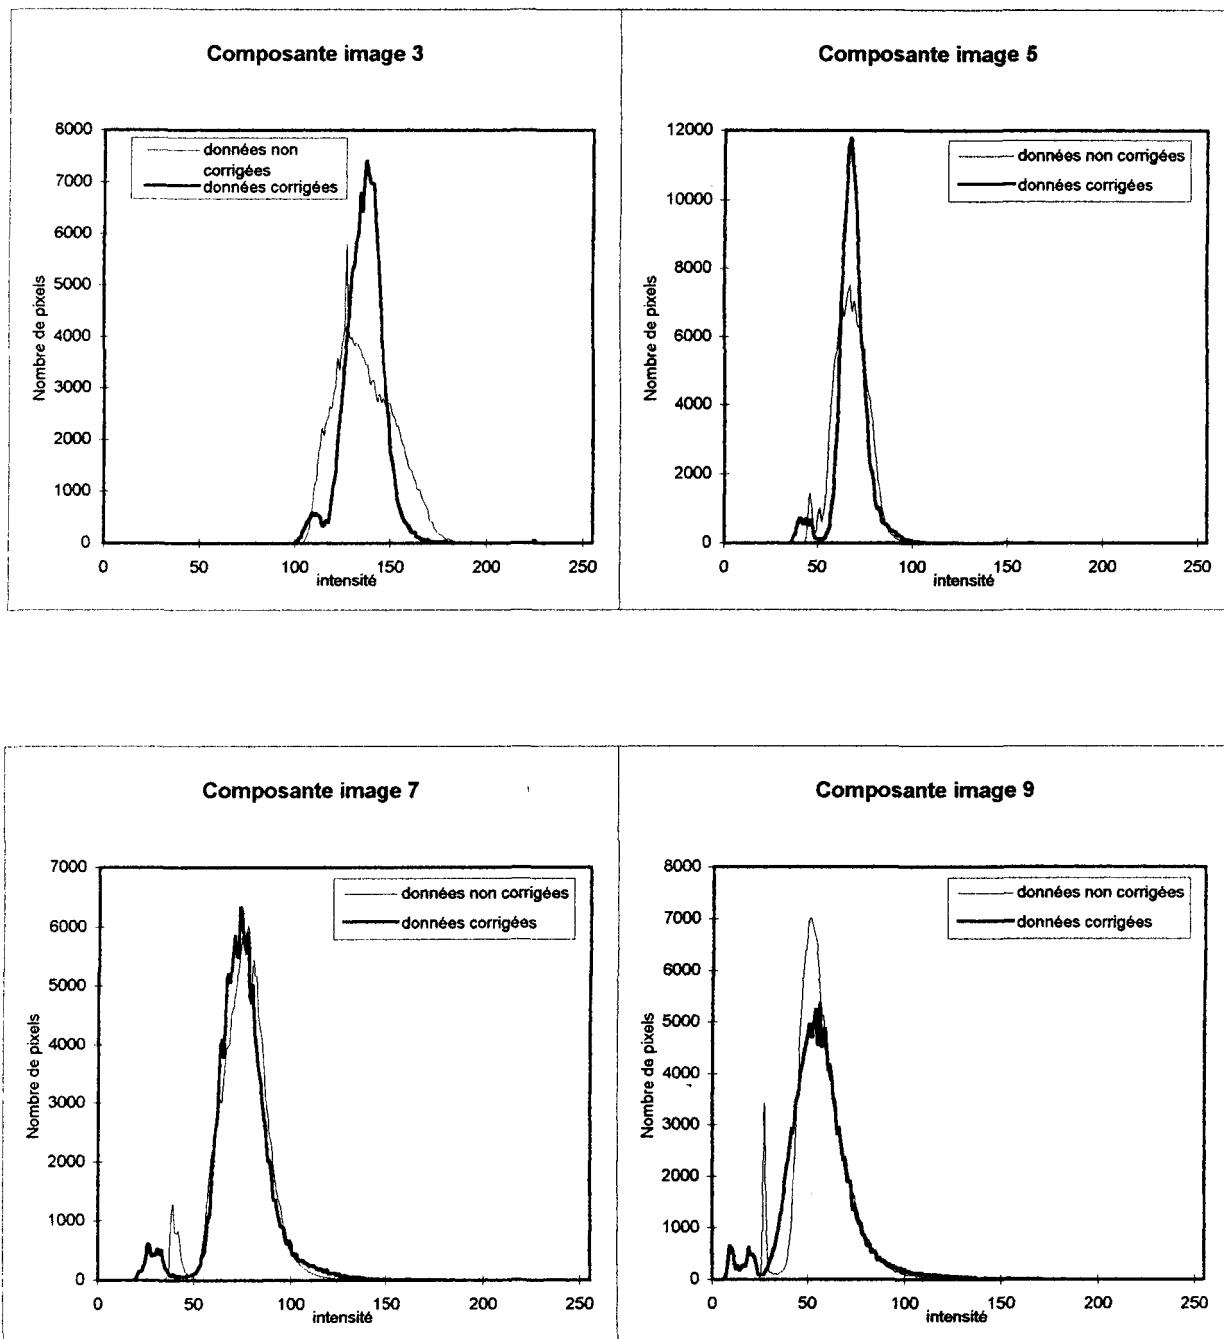 Composante image 3
8000
7000
6000
5000
4000
3000
2000
1000
0
Nombre de pixels
données non
corrigées
données corrigées
0 50 100 150 200 250
intensité
Composante image 5
12000
10000
8000
6000
4000
2000
0
Nombre de pixels
données non corrigées
données corrigées
0 50 100 150 200 250
intensité
Composante image 7
7000
6000
5000
4000
3000
2000
1000
0
Nombre de pixels
données non corrigées
données corrigées
0 50 100 150 200 250
intensité
Composante image 9
8000
7000
6000
5000
4000
3000
2000
1000
0
Nombre de pixels
données non corrigées
données corrigées
0 50 100 150 200 250
intensité